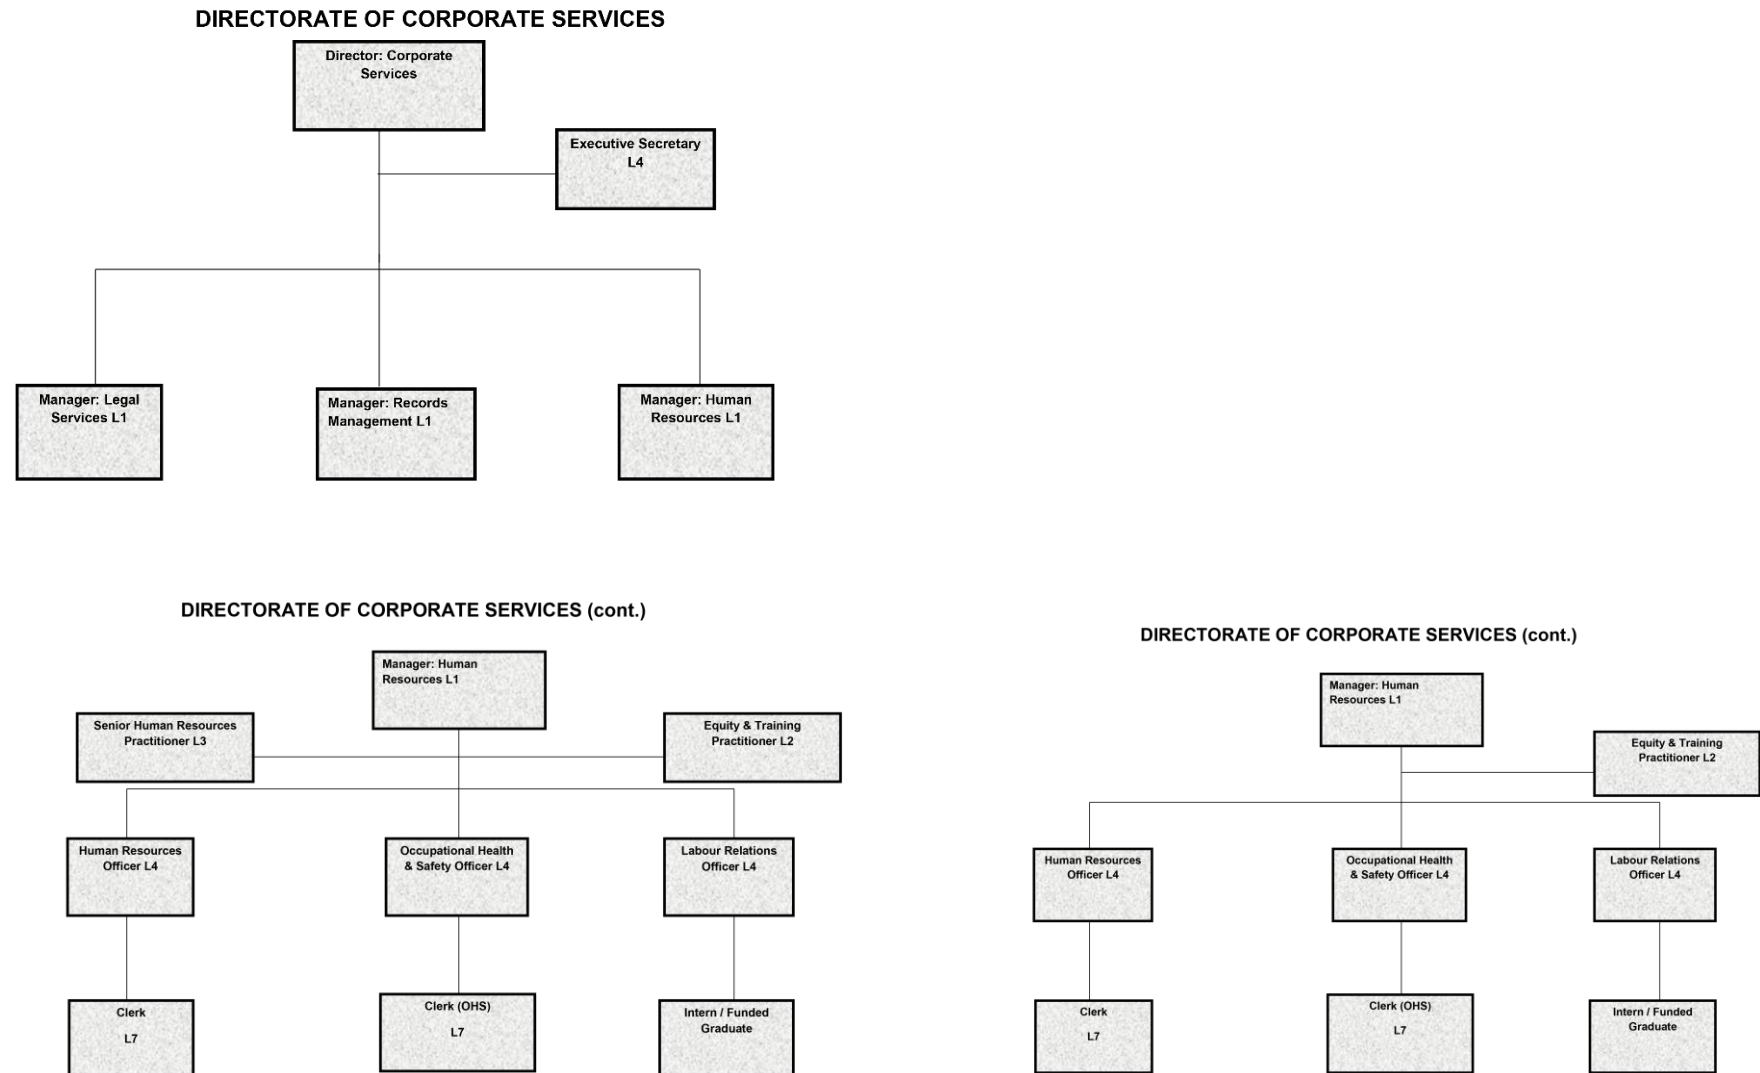 DIRECTORATE OF CORPORATE SERVICES
Director: Corporate
Services
Executive Secretary
L4
Manager: Legal
Services L1
Manager: Records
Management L1
Manager: Human
Resources L1
DIRECTORATE OF CORPORATE SERVICES (cont.)
Manager: Human
Resources L1
Senior Human Resources
Practitioner L3
Equity & Training
Practitioner L2
Human Resources
Officer L4
Occupational Health
& Safety Officer L4
Labour Relations
Officer L4
Clerk
L7
Clerk (OHS)
L7
Intern / Funded
Graduate
DIRECTORATE OF CORPORATE SERVICES (cont.)
Manager: Human
Resources L1
Equity & Training
Practitioner L2
Human Resources
Officer L4
Occupational Health
& Safety Officer L4
Labour Relations
Officer L4
Clerk
L7
Clerk (OHS)
L7
Intern / Funded
Graduate